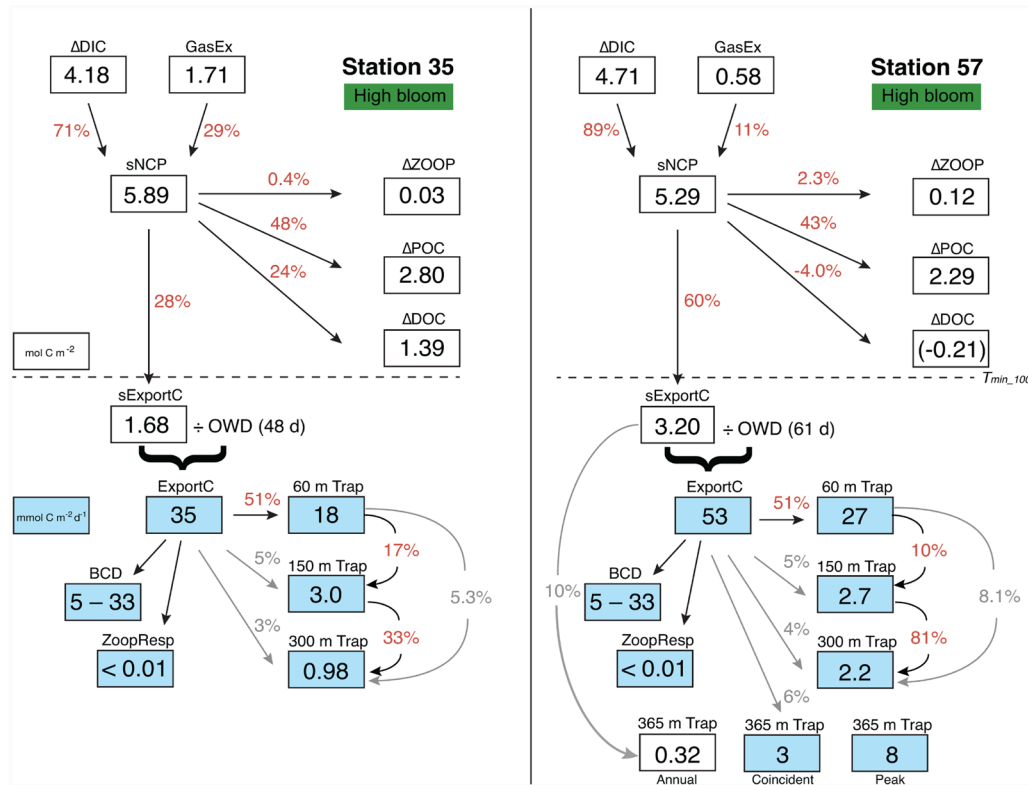 ΔDIC
GasEx
4.18
1.71
Station 35
High bloom
71%
29%
sNCP
5.89
0.4%
48%
24%
28%
ΔZOOP
0.03
ΔPOC
2.80
ΔDOC
1.39
mol C m⁻²
sExportC
1.68
÷ OWD (48 d)
mmol C m⁻² d⁻¹
ExportC
35
51%
60 m Trap
18
17%
5%
150 m Trap
3.0
5.3%
BCD
5 – 33
3%
33%
ZoopResp
< 0.01
300 m Trap
0.98
ΔDIC
GasEx
4.71
0.58
Station 57
High bloom
89%
11%
sNCP
5.29
2.3%
43%
-4.0%
60%
ΔZOOP
0.12
ΔPOC
2.29
ΔDOC
(-0.21)
Tmin_100
sExportC
3.20
÷ OWD (61 d)
ExportC
53
51%
60 m Trap
27
10%
5%
150 m Trap
2.7
10%
8.1%
BCD
5 – 33
4%
81%
ZoopResp
< 0.01
300 m Trap
2.2
6%
365 m Trap
0.32
Annual
365 m Trap
3
Coincident
365 m Trap
8
Peak